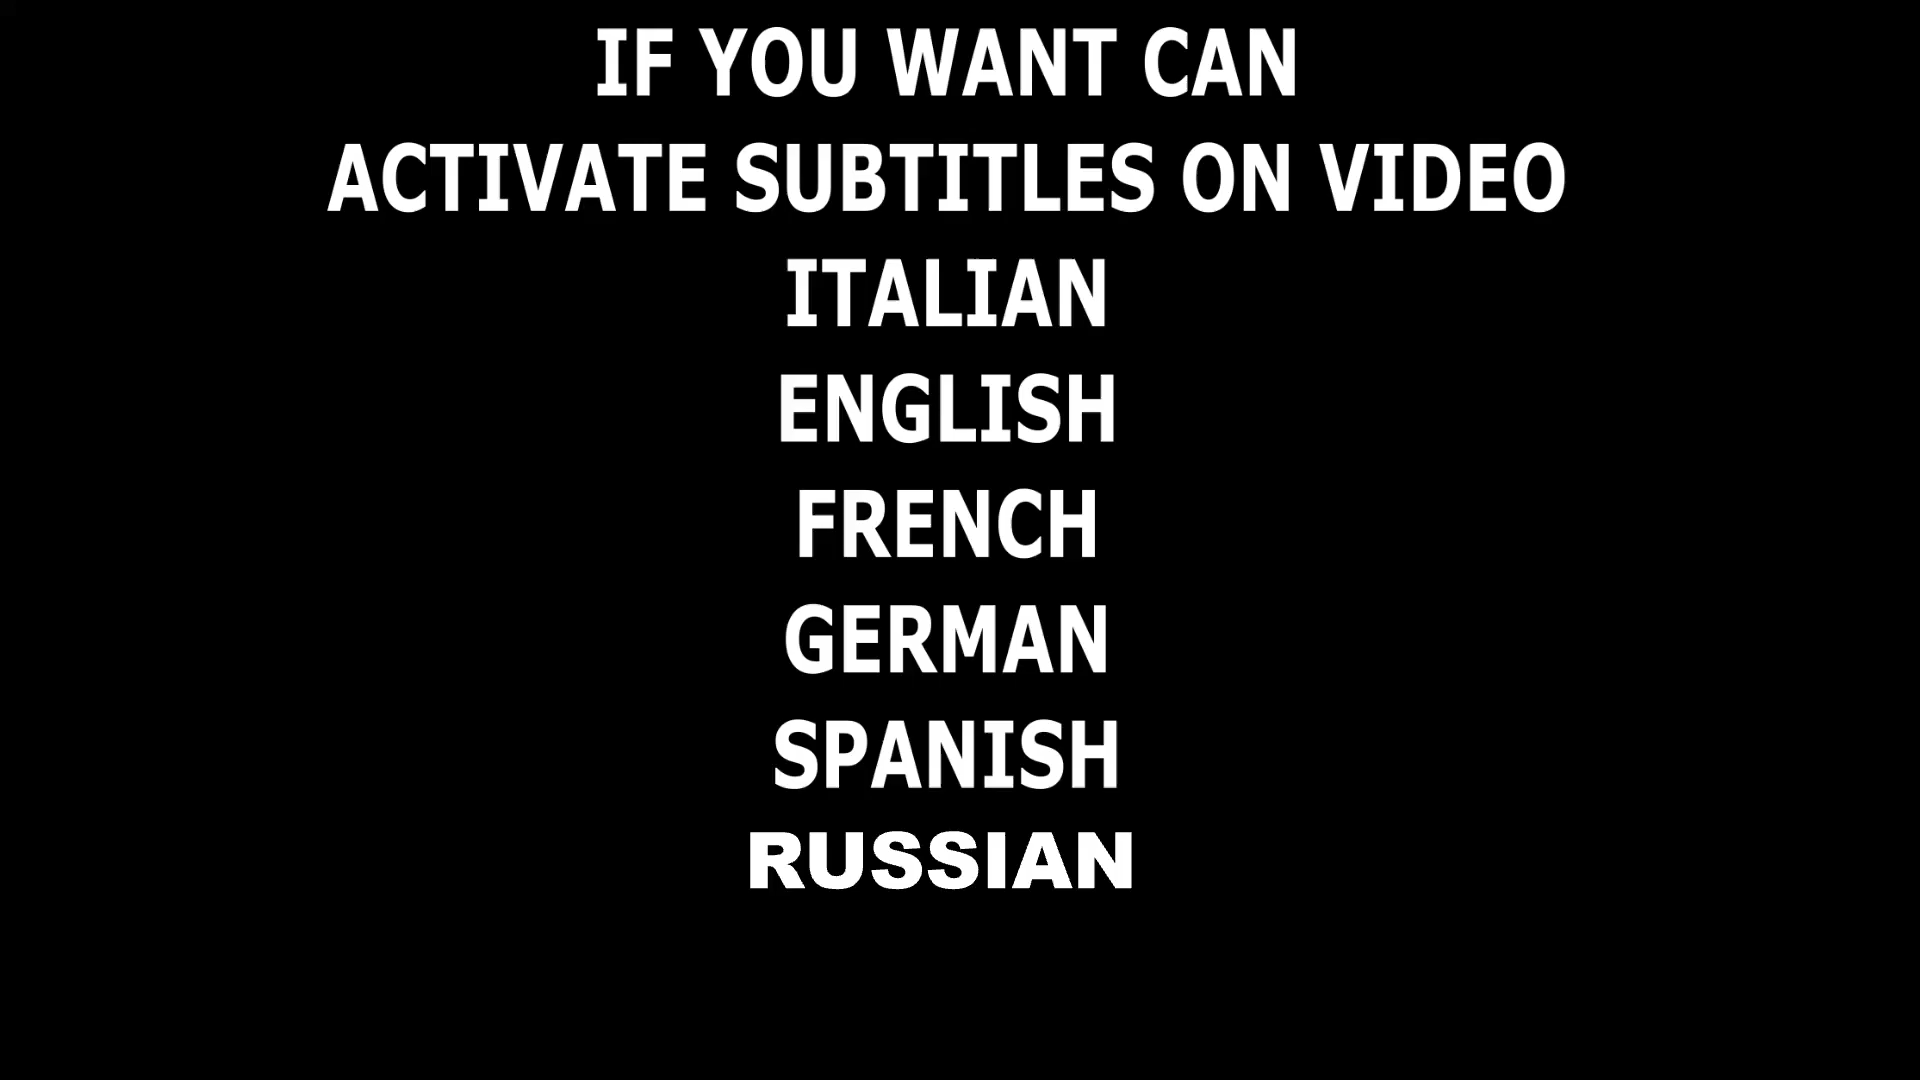 IF YOU WANT CAN
ACTIVATE SUBTITLES ON VIDEO
ITALIAN
ENGLISH
FRENCH
GERMAN
SPANISH
RUSSIAN